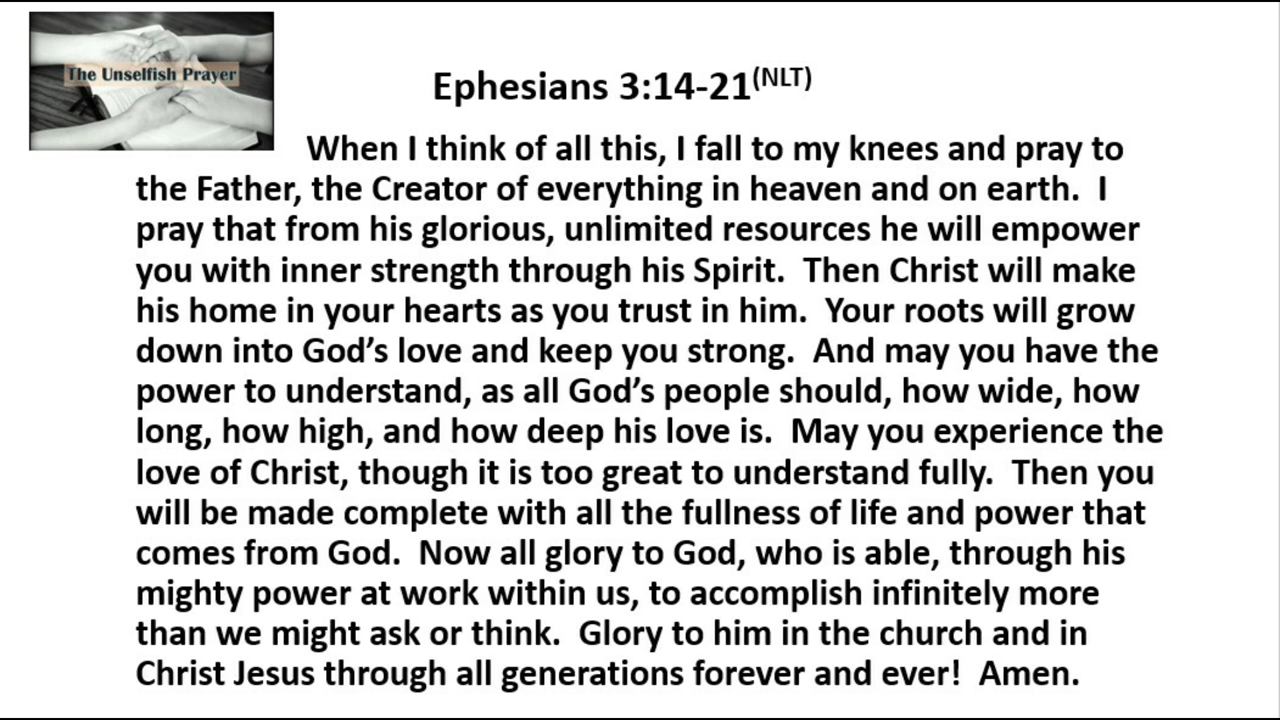 The Unselfish Prayer
Ephesians 3:14-21(NLT)
When I think of all this, I fall to my knees and pray to
the Father, the Creator of everything in heaven and on earth.  I
pray that from his glorious, unlimited resources he will empower
you with inner strength through his Spirit.  Then Christ will make
his home in your hearts as you trust in him.  Your roots will grow
down into God’s love and keep you strong.  And may you have the
power to understand, as all God’s people should, how wide, how
long, how high, and how deep his love is.  May you experience the
love of Christ, though it is too great to understand fully.  Then you
will be made complete with all the fullness of life and power that
comes from God.  Now all glory to God, who is able, through his
mighty power at work within us, to accomplish infinitely more
than we might ask or think.  Glory to him in the church and in
Christ Jesus through all generations forever and ever!  Amen.